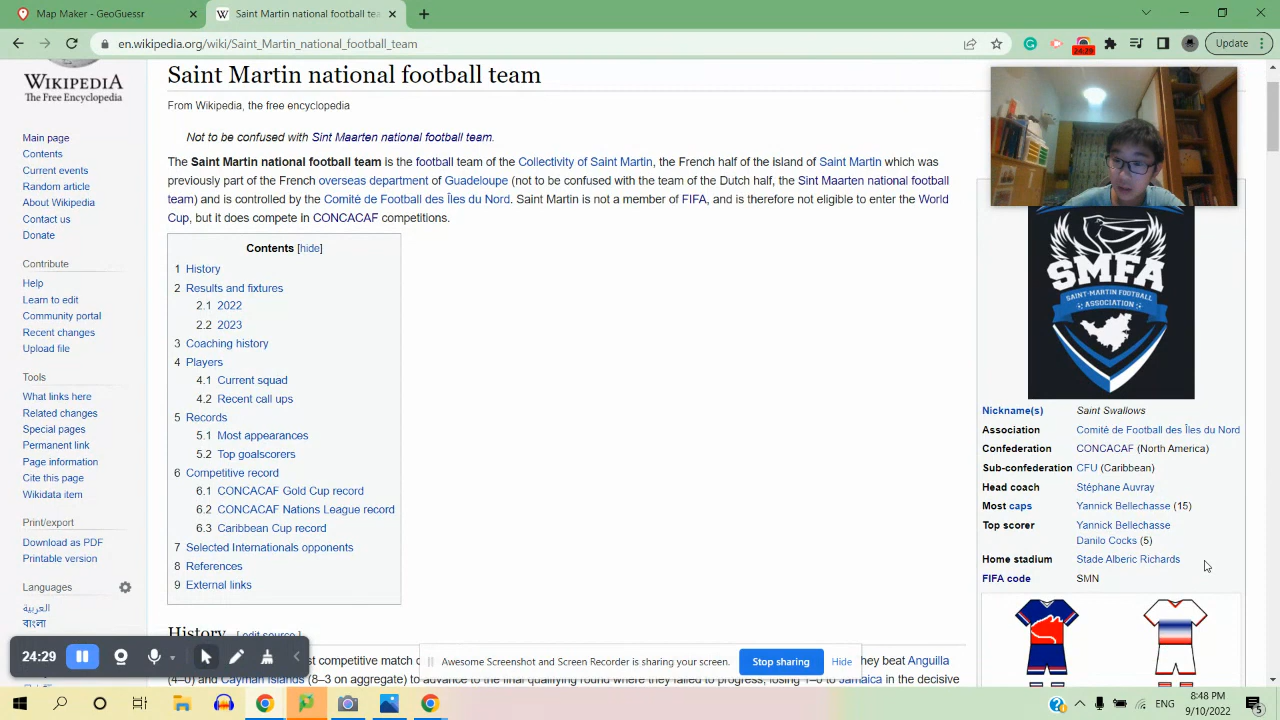 Map Maker - GeoGuessr
Saint Martin national football tea
en.wikipedia.org/wiki/Saint_Martin_national_football_team
24:29
Update
WIKIPEDIA
The Free Encyclopedia
Main page
Contents
Current events
Random article
About Wikipedia
Contact us
Donate
Contribute
Help
Learn to edit
Community portal
Recent changes
Upload file
Tools
What links here
Related changes
Special pages
Permanent link
Page information
Cite this page
Wikidata item
Print/export
Download as PDF
Printable version
Languages
العربية
বাংলা
Saint Martin national football team
From Wikipedia, the free encyclopedia
Not to be confused with Sint Maarten national football team.
The Saint Martin national football team is the football team of the Collectivity of Saint Martin, the French half of the island of Saint Martin which was
previously part of the French overseas department of Guadeloupe (not to be confused with the team of the Dutch half, the Sint Maarten national football
team) and is controlled by the Comité de Football des Îles du Nord. Saint Martin is not a member of FIFA, and is therefore not eligible to enter the World
Cup, but it does compete in CONCACAF competitions.
Contents [hide]
1 History
2 Results and fixtures
2.1 2022
2.2 2023
3 Coaching history
4 Players
4.1 Current squad
4.2 Recent call ups
5 Records
5.1 Most appearances
5.2 Top goalscorers
6 Competitive record
6.1 CONCACAF Gold Cup record
6.2 CONCACAF Nations League record
6.3 Caribbean Cup record
7 Selected Internationals opponents
8 References
9 External links
History [edit source]
st competitive match they beat Anguilla
(4–0) and Cayman Islands (8–3 on aggregate) to advance to the final qualifying round where they failed to progress, losing 1–0 to Jamaica in the decisive
SMFA
SAINT-MARTIN FOOTBALL
ASSOCIATION
Nickname(s) Saint Swallows
Association Comité de Football des Îles du Nord
Confederation CONCACAF (North America)
Sub-confederation CFU (Caribbean)
Head coach Stéphane Auvray
Most caps Yannick Bellechasse (15)
Top scorer Yannick Bellechasse
Danilo Cocks (5)
Home stadium Stade Alberic Richards
FIFA code SMN
24:29
Awesome Screenshot and Screen Recorder is sharing your screen.
Stop sharing
Hide
ENG
8:48 PM
9/10/2022
5